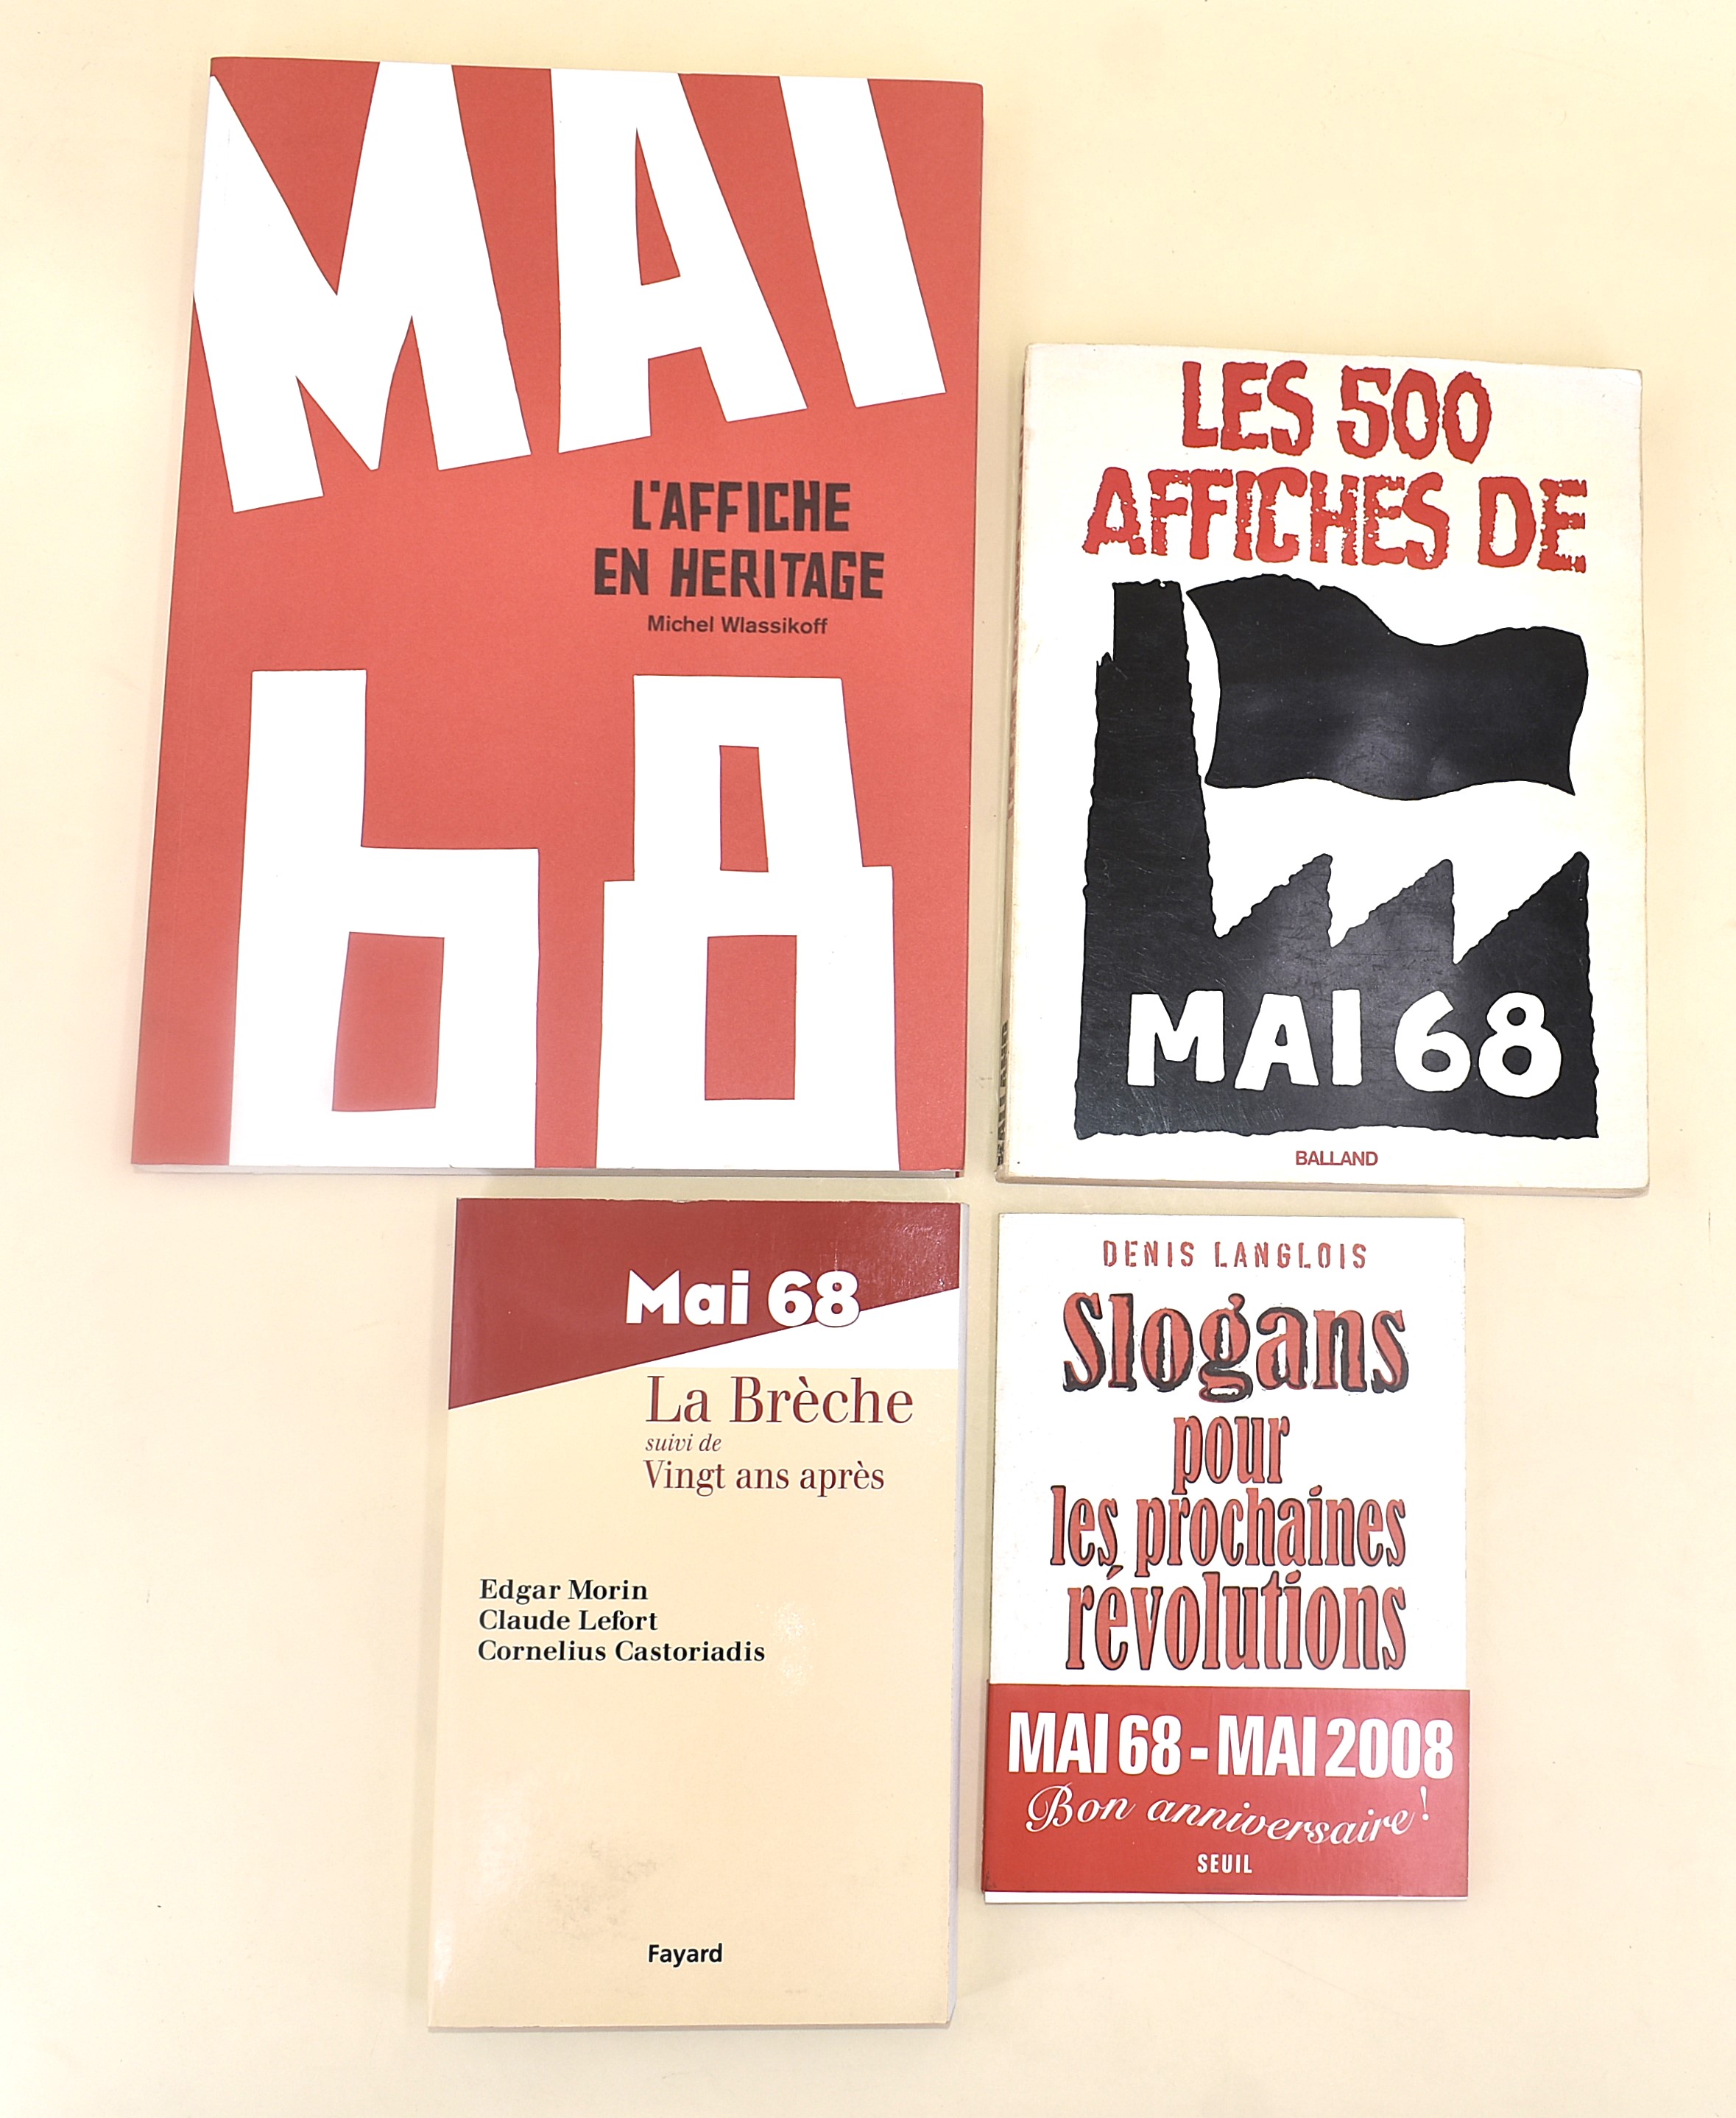 MAI
L'AFFICHE
EN HERITAGE
Michel Wlassikoff
68
LES 500
AFFICHES DE
MAI 68
BALLAND
Mai 68
La Brèche
suivi de
Vingt ans après
Edgar Morin
Claude Lefort
Cornelius Castoriadis
Fayard
DENIS LANGLOIS
Slogans
pour
les prochaines
révolutions
MAI 68 - MAI 2008
Bon anniversaire !
SEUIL